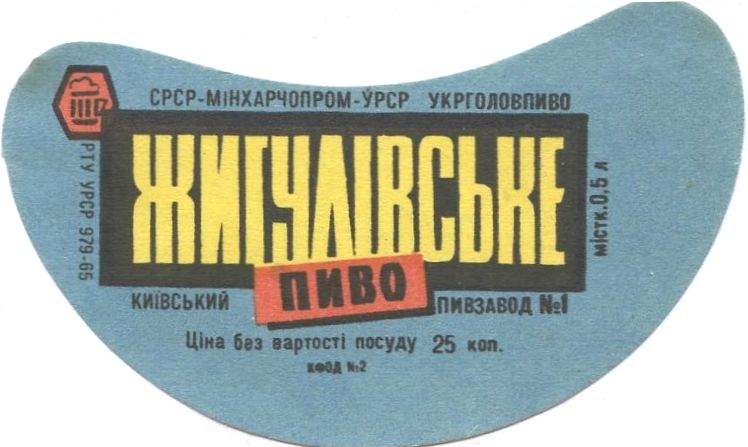 СРСР-МІНХАРЧОПРОМ-УРСР УКРГОЛОВПИВО
ЖИГУЛІВСЬКЕ
ПИВО
РТУ УРСР 979-65
містк. 0,5 л
КИЇВСЬКИЙ ПИВЗАВОД №1
Ціна без вартості посуду 25 коп.
КФОД №2